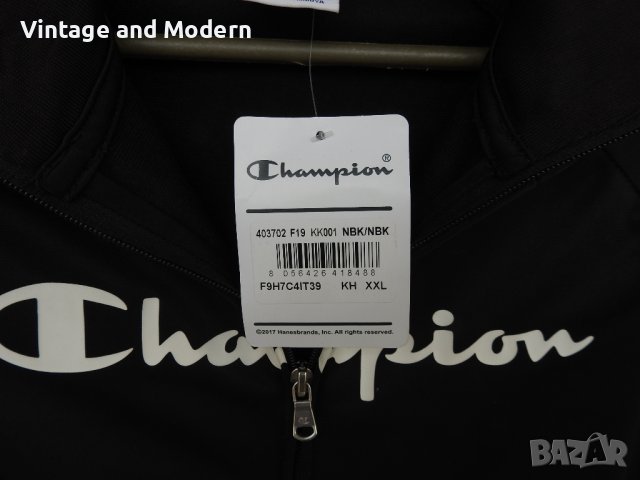 Vintage and Modern
Champion®
403702 F19 KK001 NBK/NBK
8 056426 418488
F9H7C4IT39 KH XXL
©2017 Hanesbrands, Inc. All rights reserved.
Champion
BAZAR